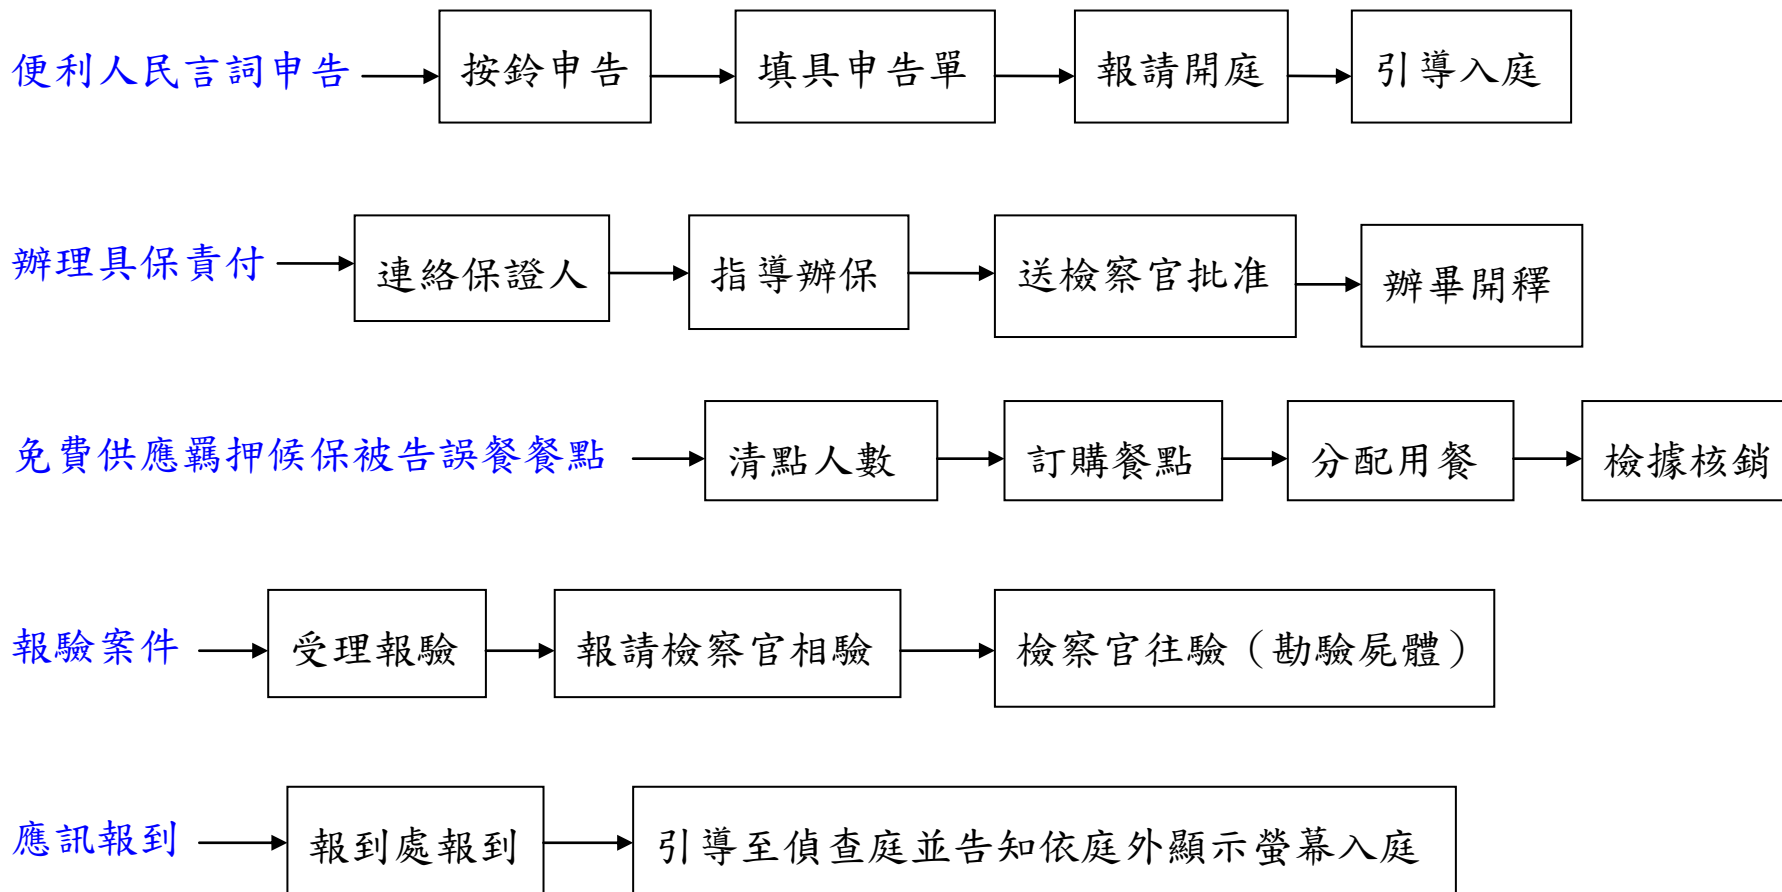 便利人民言詞申告 按鈴申告 填具申告單 報請開庭 引導入庭
辦理具保責付 連絡保證人 指導辦保 送檢察官批准 辦畢開釋
免費供應羈押候保被告誤餐餐點 清點人數 訂購餐點 分配用餐 檢據核銷
報驗案件 受理報驗 報請檢察官相驗 檢察官往驗（勘驗屍體）
應訊報到 報到處報到 引導至偵查庭並告知依庭外顯示螢幕入庭